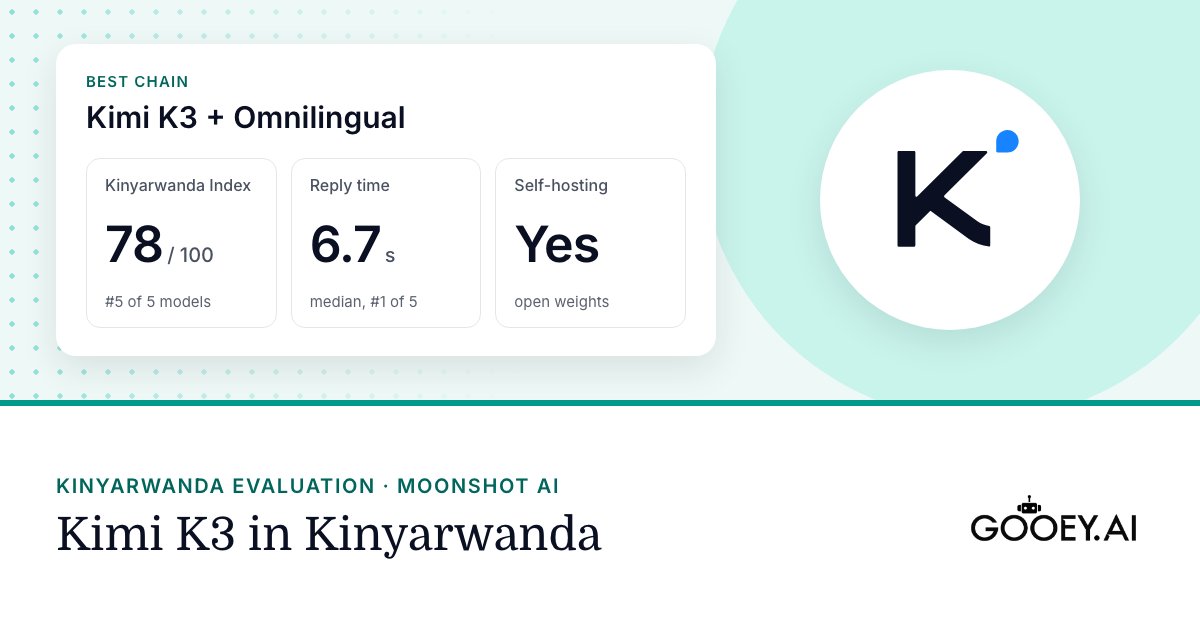 BEST CHAIN
Kimi K3 + Omnilingual
Kinyarwanda Index
78 / 100
#5 of 5 models
Reply time
6.7 s
median, #1 of 5
Self-hosting
Yes
open weights
KINYARWANDA EVALUATION · MOONSHOT AI
Kimi K3 in Kinyarwanda
GOOEY.AI